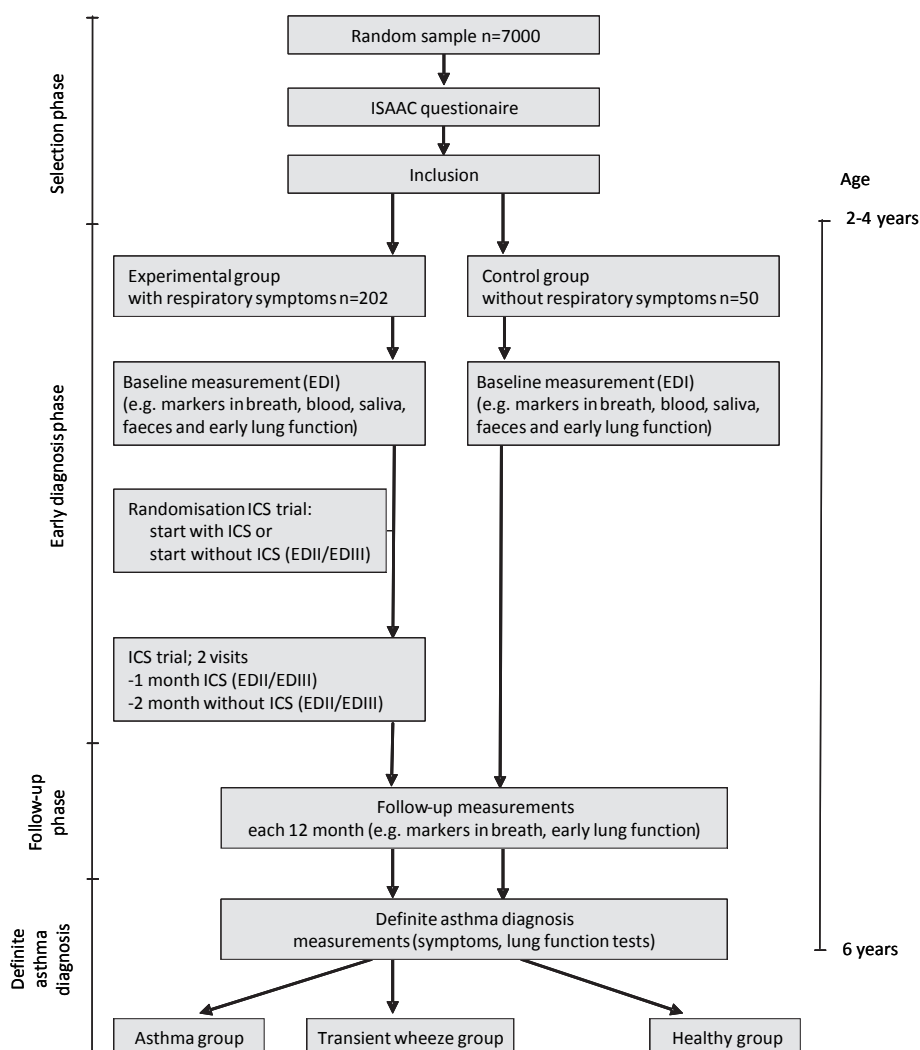 Random sample n=7000
ISAAC questionaire
Inclusion
Selection phase
Age
2-4 years
Experimental group
with respiratory symptoms n=202
Control group
without respiratory symptoms n=50
Baseline measurement (EDI)
(e.g. markers in breath, blood, saliva,
faeces and early lung function)
Baseline measurement (EDI)
(e.g. markers in breath, blood, saliva,
faeces and early lung function)
Early diagnosis phase
Randomisation ICS trial:
start with ICS or
start without ICS (EDII/EDIII)
ICS trial; 2 visits
-1 month ICS (EDII/EDIII)
-2 month without ICS (EDII/EDIII)
Follow-up
phase
Follow-up measurements
each 12 month (e.g. markers in breath, early lung function)
Definite
asthma
diagnosis
Definite asthma diagnosis
measurements (symptoms, lung function tests)
6 years
Asthma group
Transient wheeze group
Healthy group